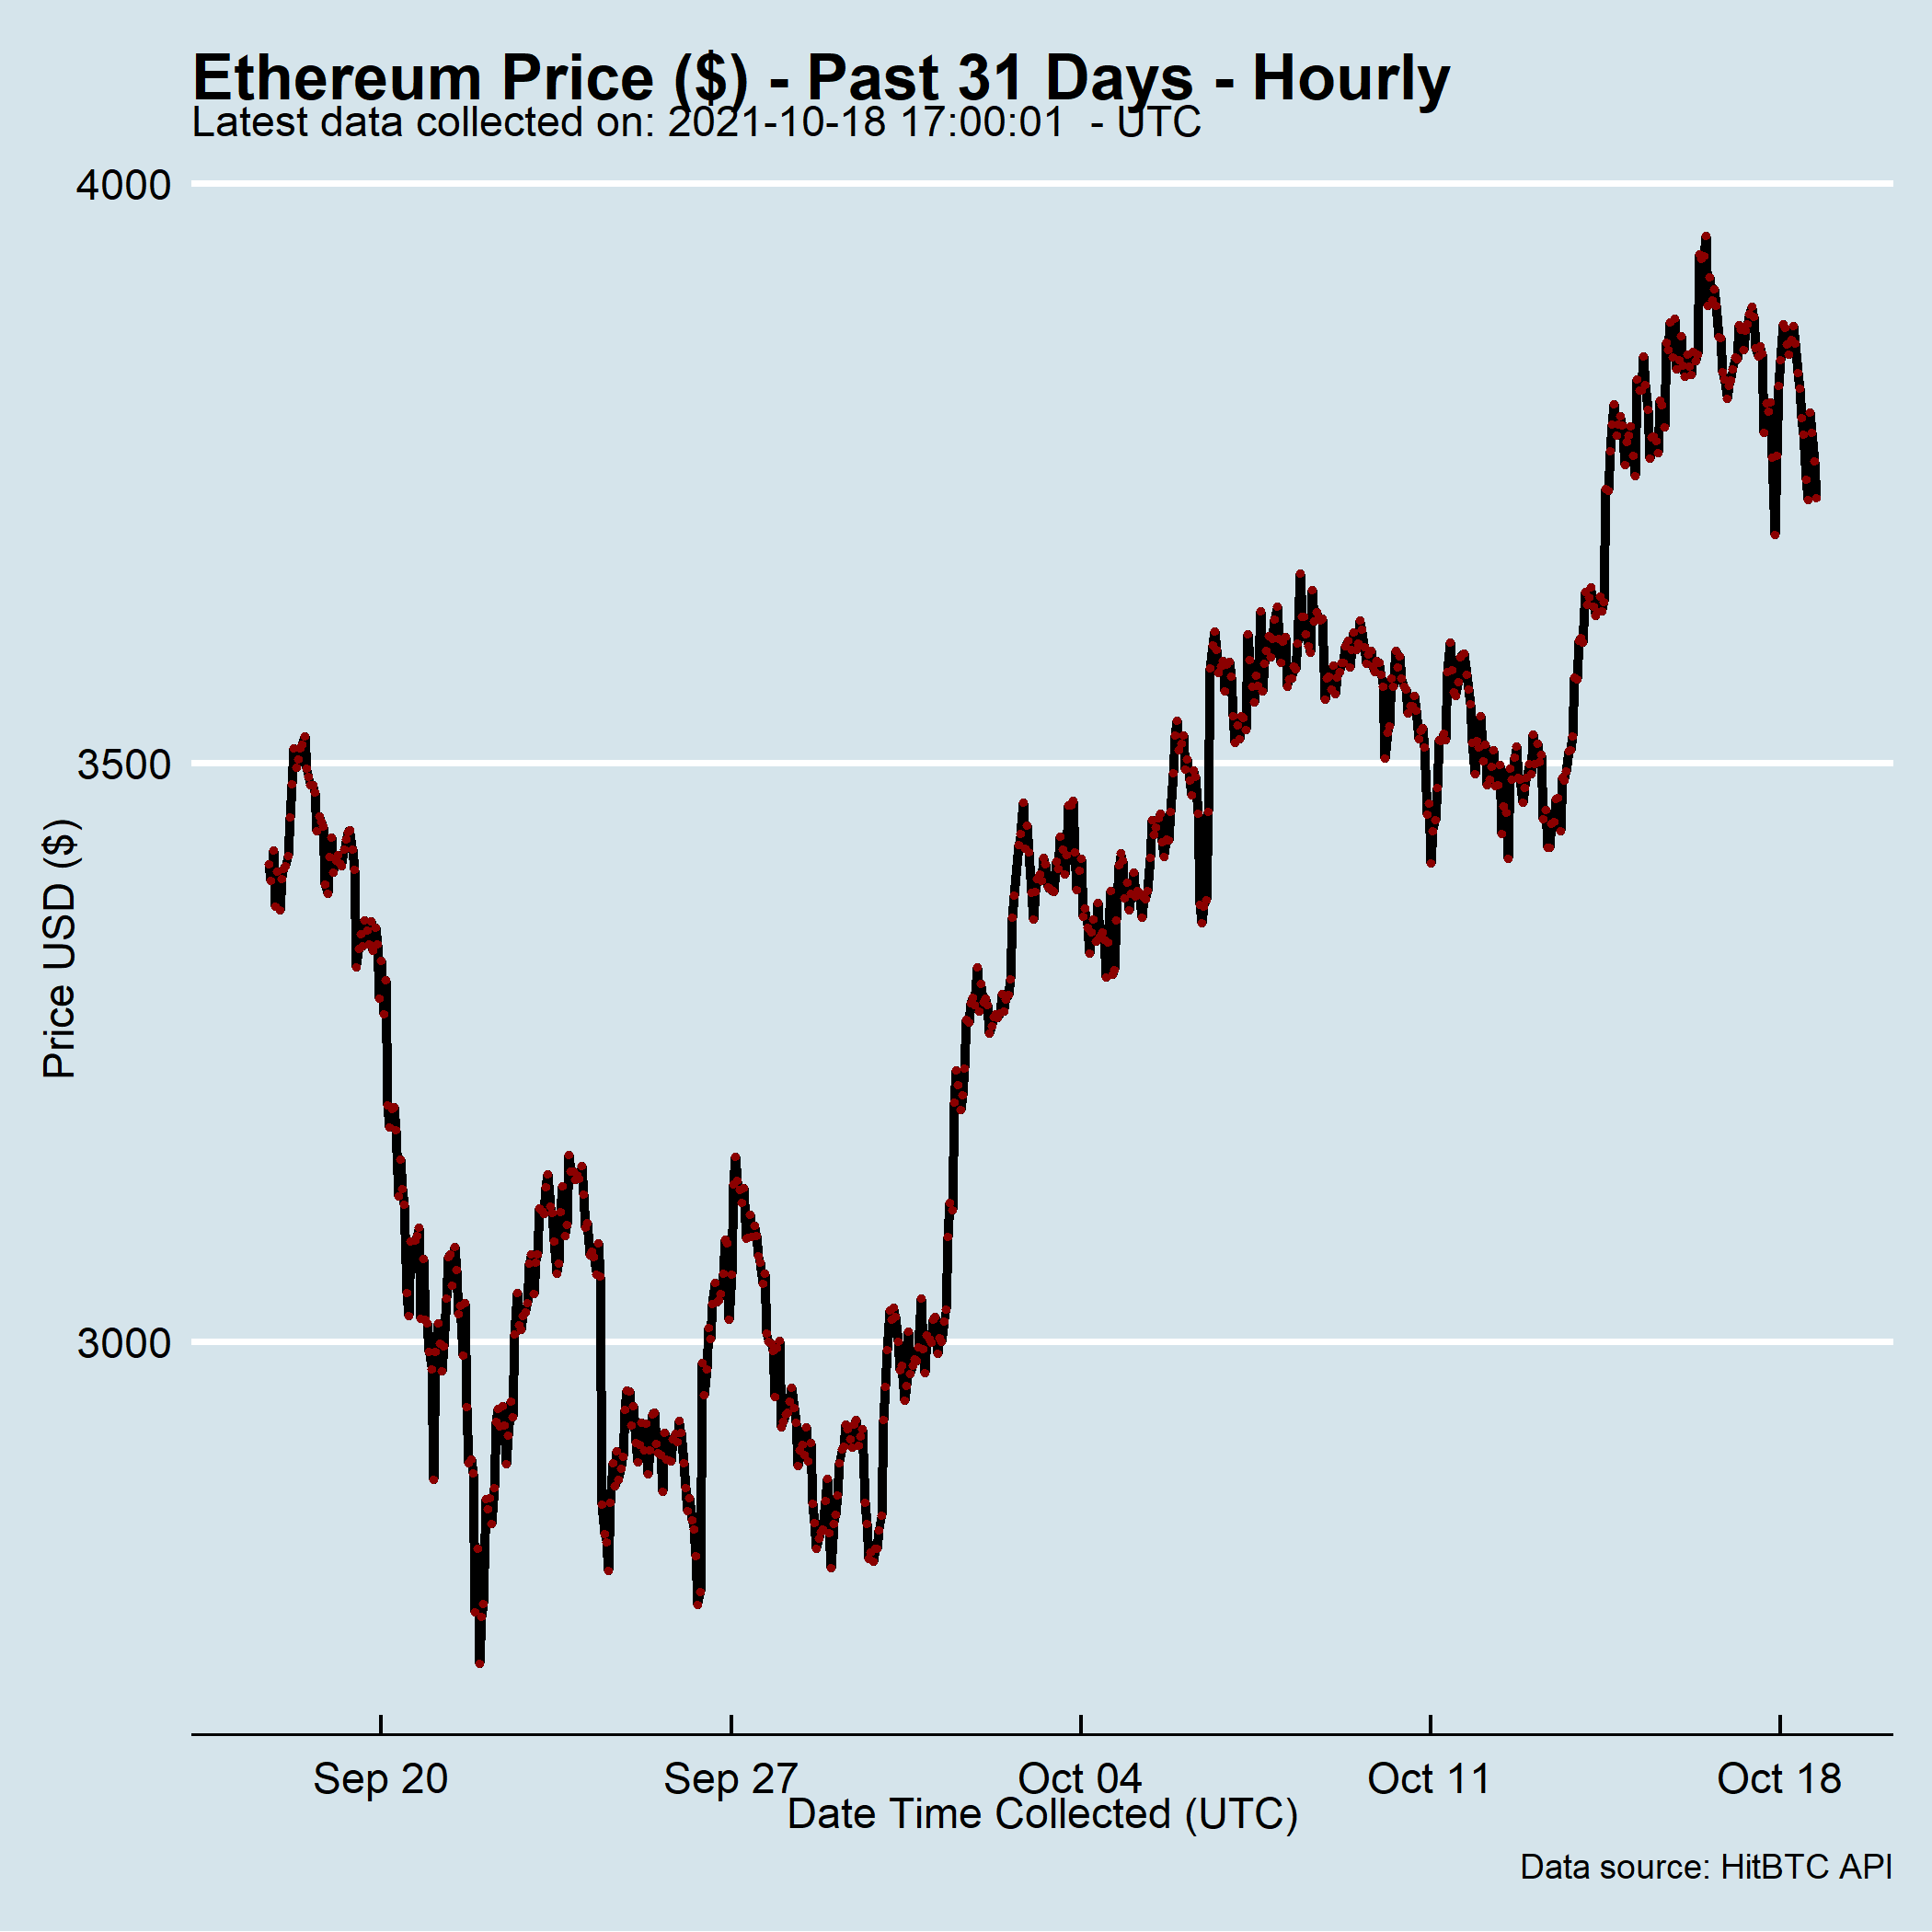 Ethereum Price ($) - Past 31 Days - Hourly
Latest data collected on: 2021-10-18 17:00:01  - UTC
4000
3500
3000
Price USD ($)
Sep 20
Sep 27
Oct 04
Oct 11
Oct 18
Date Time Collected (UTC)
Data source: HitBTC API